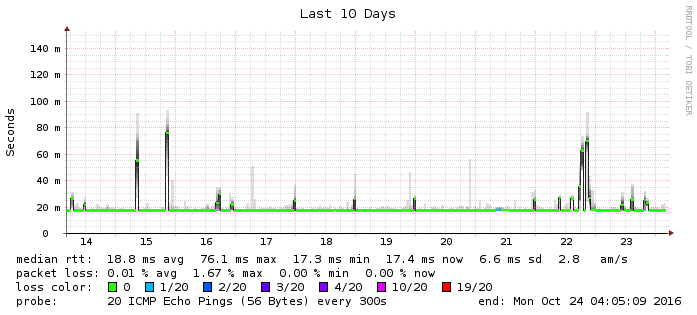 Last 10 Days
RRDTOOL / TOBI OETIKER
Seconds
140 m
120 m
100 m
80 m
60 m
40 m
20 m
0
14 15 16 17 18 19 20 21 22 23
median rtt: 18.8 ms avg 76.1 ms max 17.3 ms min 17.4 ms now 6.6 ms sd 2.8 am/s
packet loss: 0.01 % avg 1.67 % max 0.00 % min 0.00 % now
loss color: 0 1/20 2/20 3/20 4/20 10/20 19/20
probe: 20 ICMP Echo Pings (56 Bytes) every 300s end: Mon Oct 24 04:05:09 2016